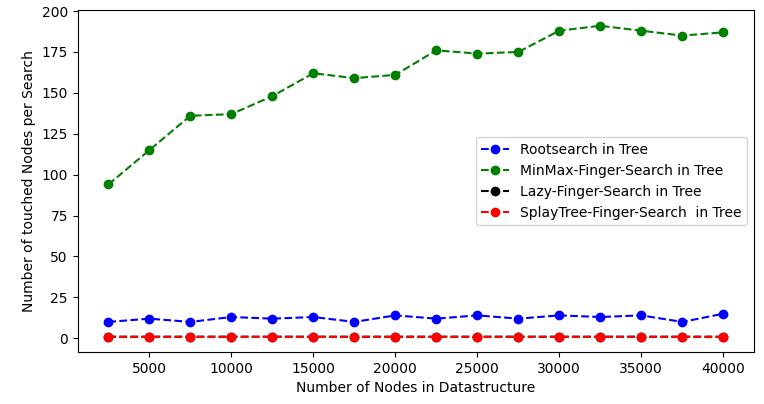 200
175
150
125
100
75
50
25
0
Number of touched Nodes per Search
Rootsearch in Tree
MinMax-Finger-Search in Tree
Lazy-Finger-Search in Tree
SplayTree-Finger-Search  in Tree
5000 10000 15000 20000 25000 30000 35000 40000
Number of Nodes in Datastructure